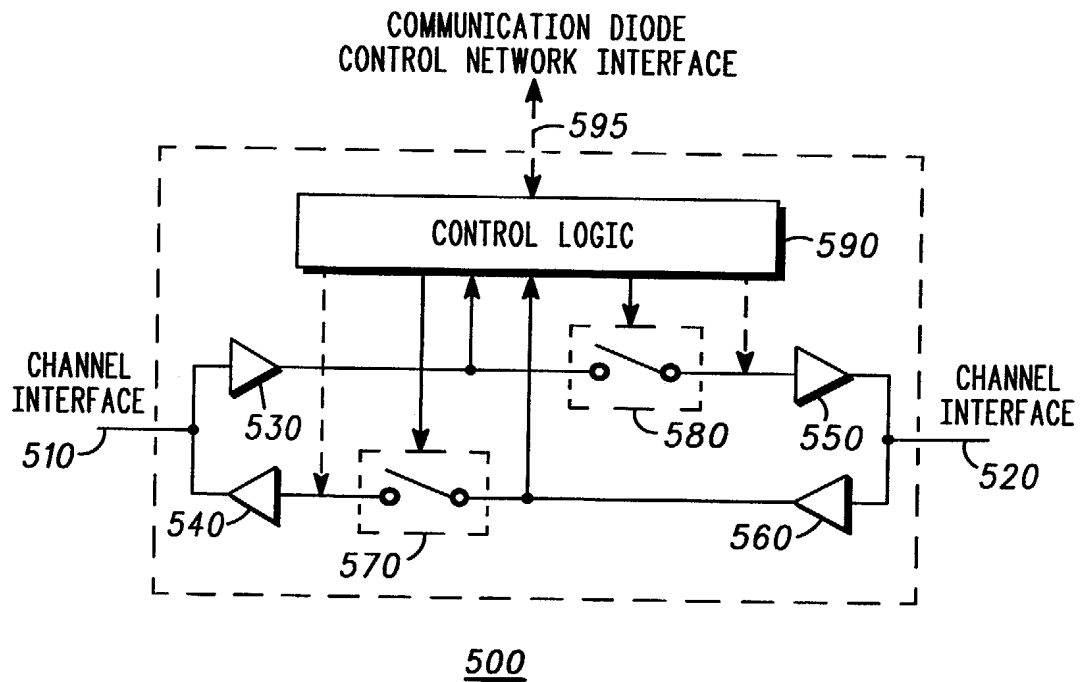 COMMUNICATION DIODE
CONTROL NETWORK INTERFACE
595
CONTROL LOGIC
590
CHANNEL
INTERFACE
510
530
580
550
CHANNEL
INTERFACE
520
540
570
560
500